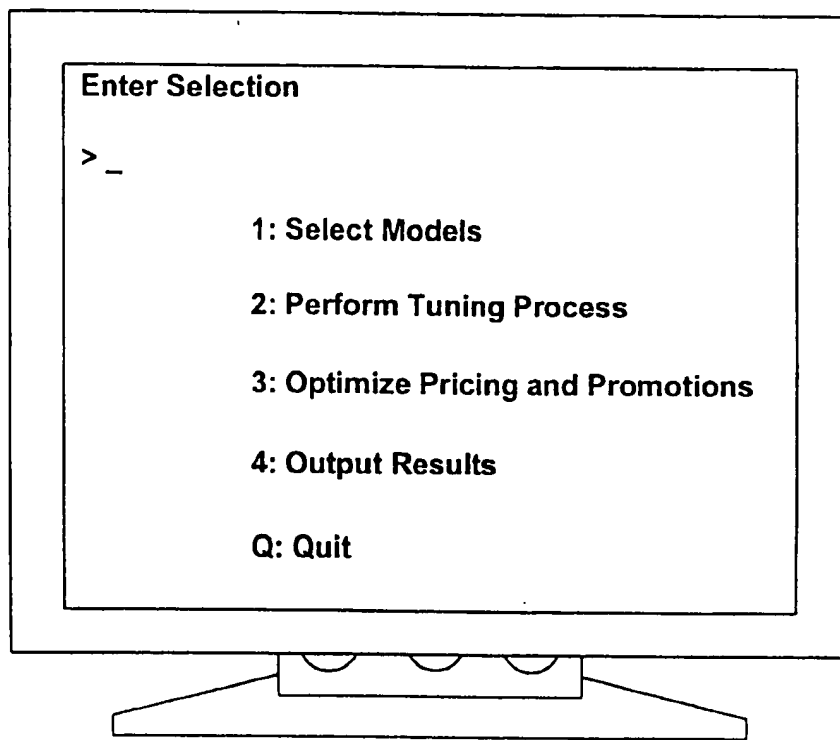 Enter Selection
> _
1: Select Models
2: Perform Tuning Process
3: Optimize Pricing and Promotions
4: Output Results
Q: Quit